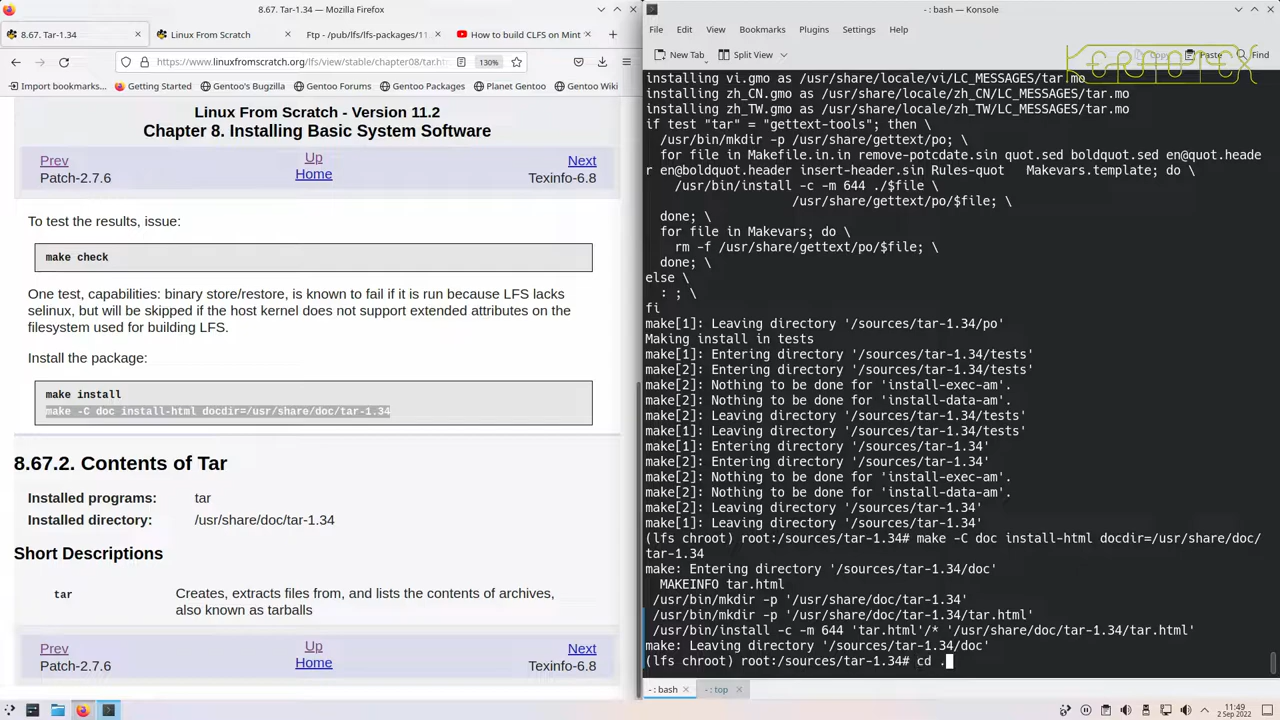 8.67. Tar-1.34 — Mozilla Firefox
8.67. Tar-1.34
Linux From Scratch
Ftp - /pub/lfs/lfs-packages/11.
How to build CLFS on Mint
https://www.linuxfromscratch.org/lfs/view/stable/chapter08/tar.ht
Import bookmarks...
Getting Started
Gentoo's Bugzilla
Gentoo Forums
Gentoo Packages
Planet Gentoo
Gentoo Wiki
Linux From Scratch - Version 11.2
Chapter 8. Installing Basic System Software
Prev
Up
Next
Patch-2.7.6
Home
Texinfo-6.8
To test the results, issue:
make check
One test, capabilities: binary store/restore, is known to fail if it is run because LFS lacks
selinux, but will be skipped if the host kernel does not support extended attributes on the
filesystem used for building LFS.
Install the package:
make install
make -C doc install-html docdir=/usr/share/doc/tar-1.34
8.67.2. Contents of Tar
Installed programs: tar
Installed directory: /usr/share/doc/tar-1.34
Short Descriptions
tar
Creates, extracts files from, and lists the contents of archives,
also known as tarballs
Prev
Up
Next
Patch-2.7.6
Home
Texinfo-6.8
- : bash — Konsole
File Edit View Bookmarks Plugins Settings Help
New Tab
Split View
Copy
Paste
Find
installing vi.gmo as /usr/share/locale/vi/LC_MESSAGES/tar.mo
installing zh_CN.gmo as /usr/share/locale/zh_CN/LC_MESSAGES/tar.mo
installing zh_TW.gmo as /usr/share/locale/zh_TW/LC_MESSAGES/tar.mo
if test "tar" = "gettext-tools"; then \
/usr/bin/mkdir -p /usr/share/gettext/po; \
for file in Makefile.in.in remove-potcdate.sin quot.sed boldquot.sed en@quot.heade
r en@boldquot.header insert-header.sin Rules-quot Makevars.template; do \
/usr/bin/install -c -m 644 ./$file \
/usr/share/gettext/po/$file; \
done; \
for file in Makevars; do \
rm -f /usr/share/gettext/po/$file; \
done; \
else \
: ; \
fi
make[1]: Leaving directory '/sources/tar-1.34/po'
Making install in tests
make[1]: Entering directory '/sources/tar-1.34/tests'
make[2]: Entering directory '/sources/tar-1.34/tests'
make[2]: Nothing to be done for 'install-exec-am'.
make[2]: Nothing to be done for 'install-data-am'.
make[2]: Leaving directory '/sources/tar-1.34/tests'
make[1]: Leaving directory '/sources/tar-1.34/tests'
make[1]: Entering directory '/sources/tar-1.34'
make[2]: Entering directory '/sources/tar-1.34'
make[2]: Nothing to be done for 'install-exec-am'.
make[2]: Nothing to be done for 'install-data-am'.
make[2]: Leaving directory '/sources/tar-1.34'
make[1]: Leaving directory '/sources/tar-1.34'
(lfs chroot) root:/sources/tar-1.34# make -C doc install-html docdir=/usr/share/doc/
tar-1.34
make: Entering directory '/sources/tar-1.34/doc'
MAKEINFO tar.html
/usr/bin/mkdir -p '/usr/share/doc/tar-1.34'
/usr/bin/mkdir -p '/usr/share/doc/tar-1.34/tar.html'
/usr/bin/install -c -m 644 'tar.html'/* '/usr/share/doc/tar-1.34/tar.html'
make: Leaving directory '/sources/tar-1.34/doc'
(lfs chroot) root:/sources/tar-1.34# cd .
- : bash
- : top
11:49
2 Sep 2022